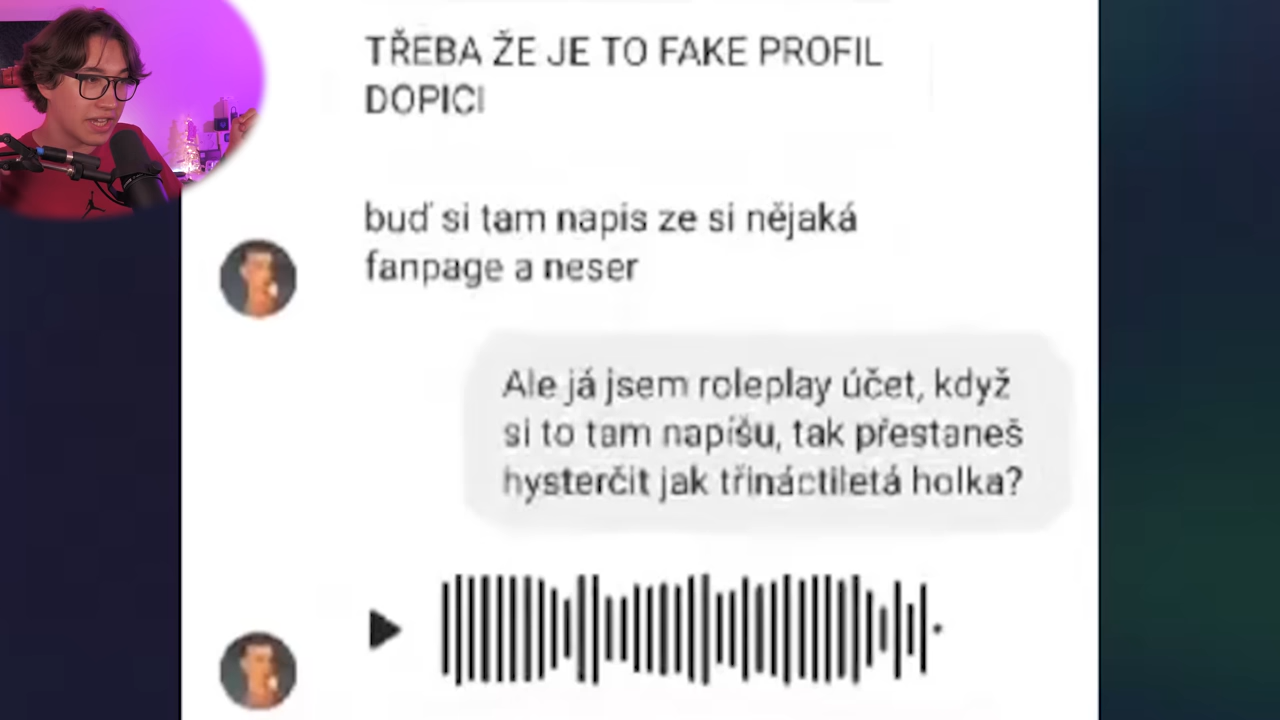 TŘEBA ŽE JE TO FAKE PROFIL
DOPICI
buď si tam napis ze si nějaká
fanpage a neser
Ale já jsem roleplay účet, když
si to tam napíšu, tak přestaneš
hysterčit jak třináctiletá holka?